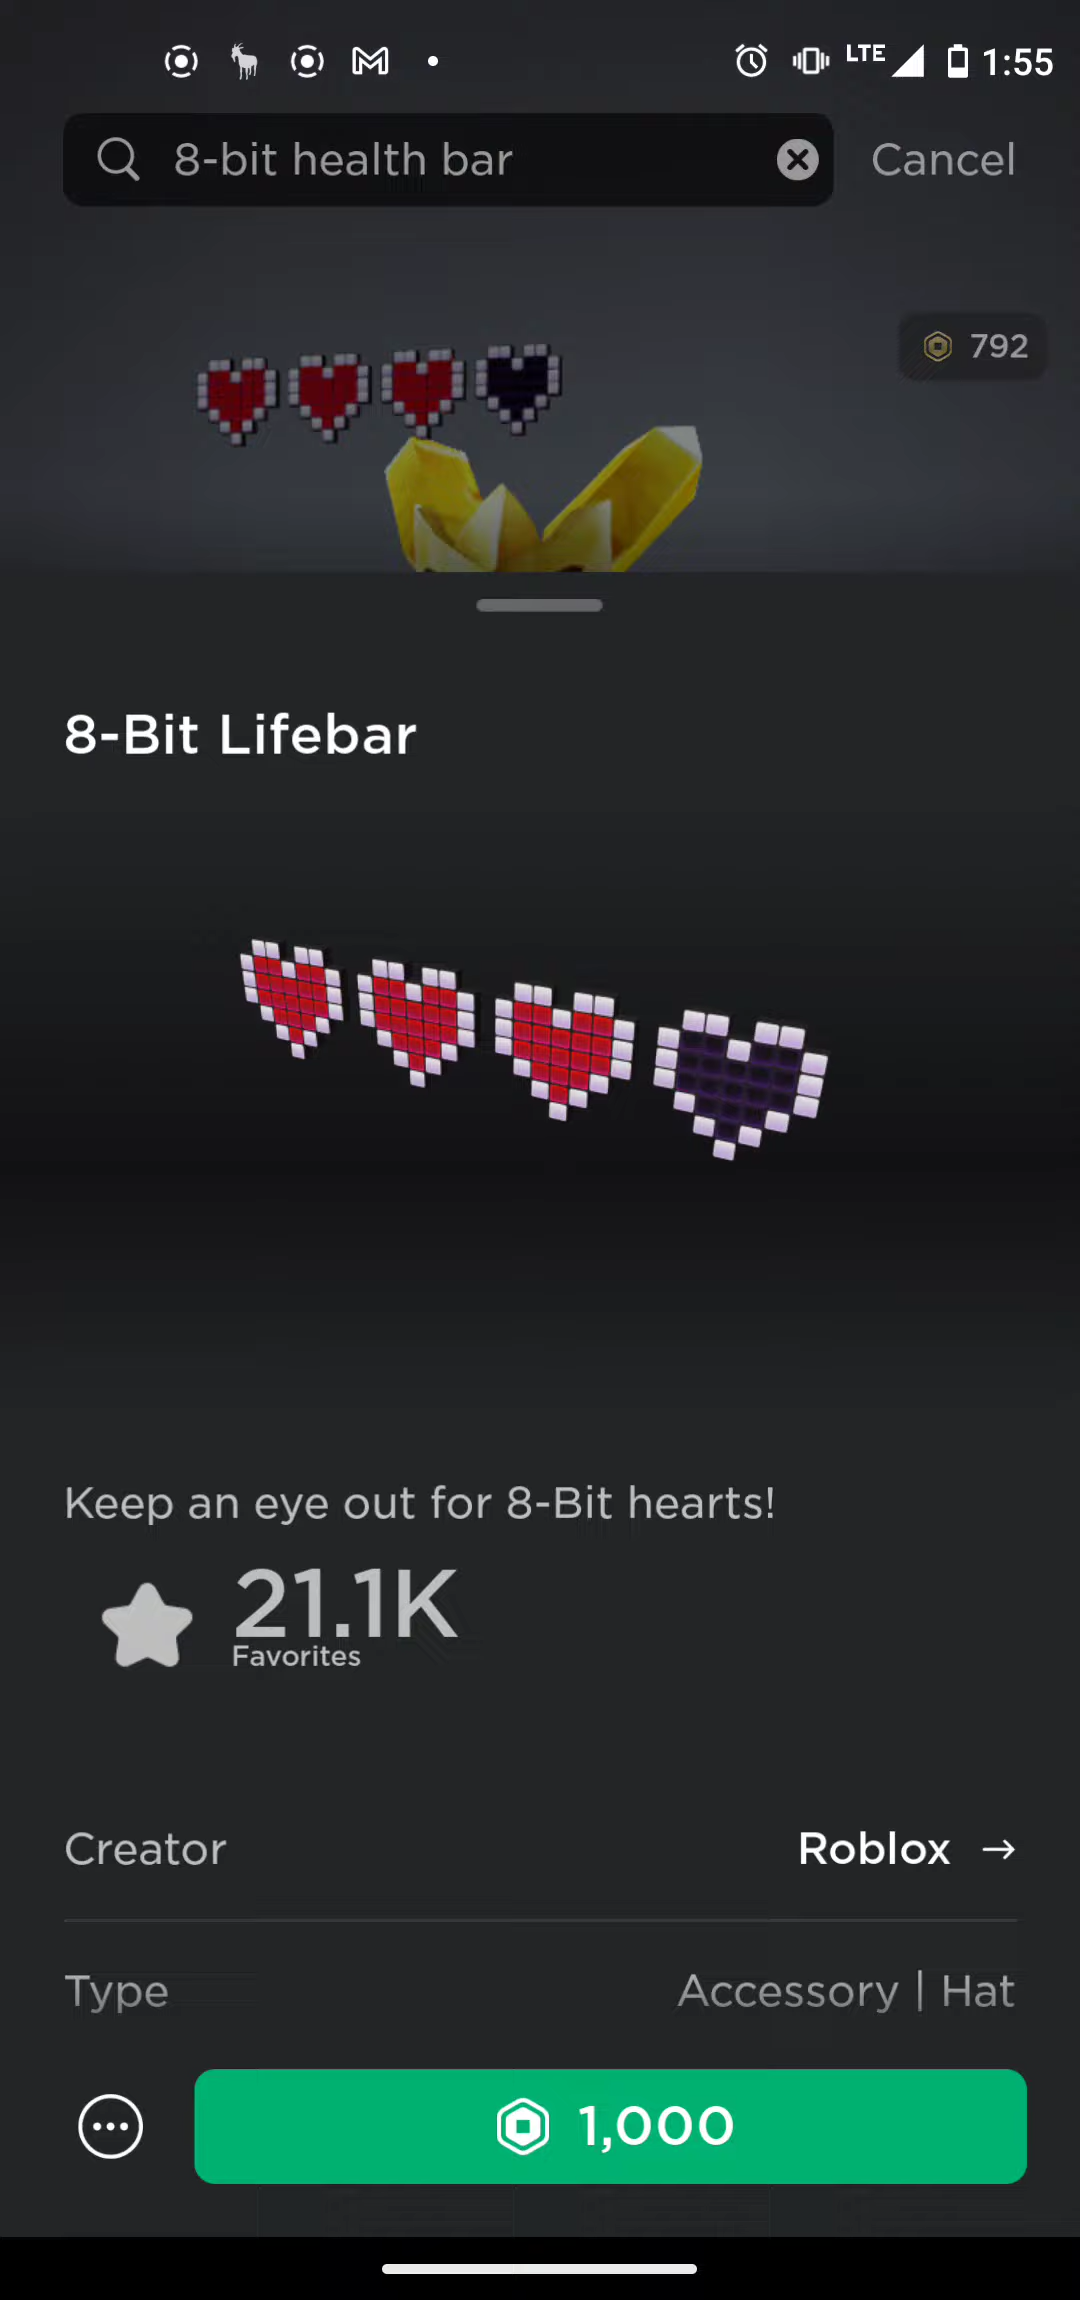 LTE 1:55
8-bit health bar Cancel
792
8-Bit Lifebar
Keep an eye out for 8-Bit hearts!
21.1K
Favorites
Creator Roblox →
Type Accessory | Hat
1,000